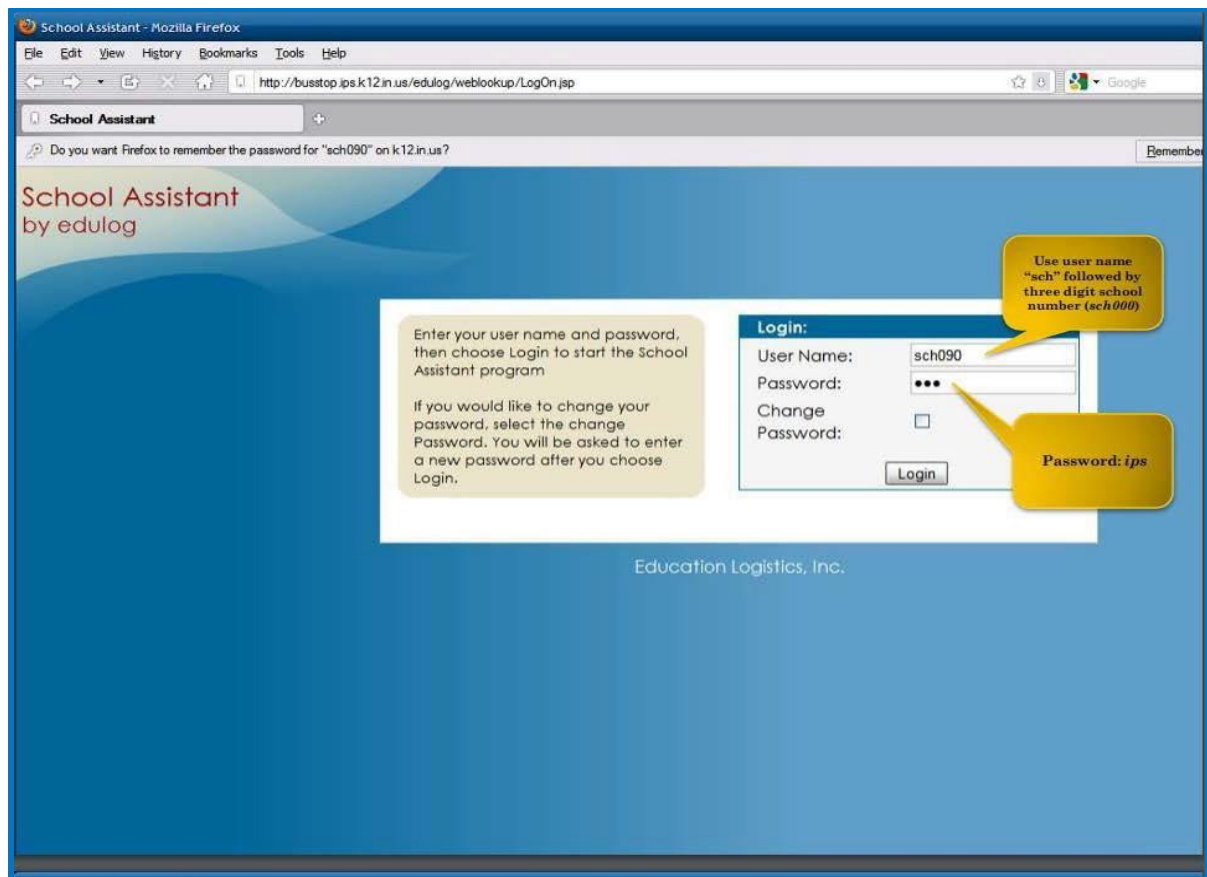 School Assistant - Mozilla Firefox
File Edit View History Bookmarks Tools Help
http://busstop.ips.k12.in.us/edulog/weblookup/LogOn.jsp
Google
School Assistant
Do you want Firefox to remember the password for "sch090" on k12.in.us?
Remember
School Assistant
by edulog
Use user name
“sch” followed by
three digit school
number (sch000)
Enter your user name and password,
then choose Login to start the School
Assistant program
If you would like to change your
password, select the change
Password. You will be asked to enter
a new password after you choose
Login.
Login:
User Name: sch090
Password: •••
Change
Password:
Login
Password: ips
Education Logistics, Inc.